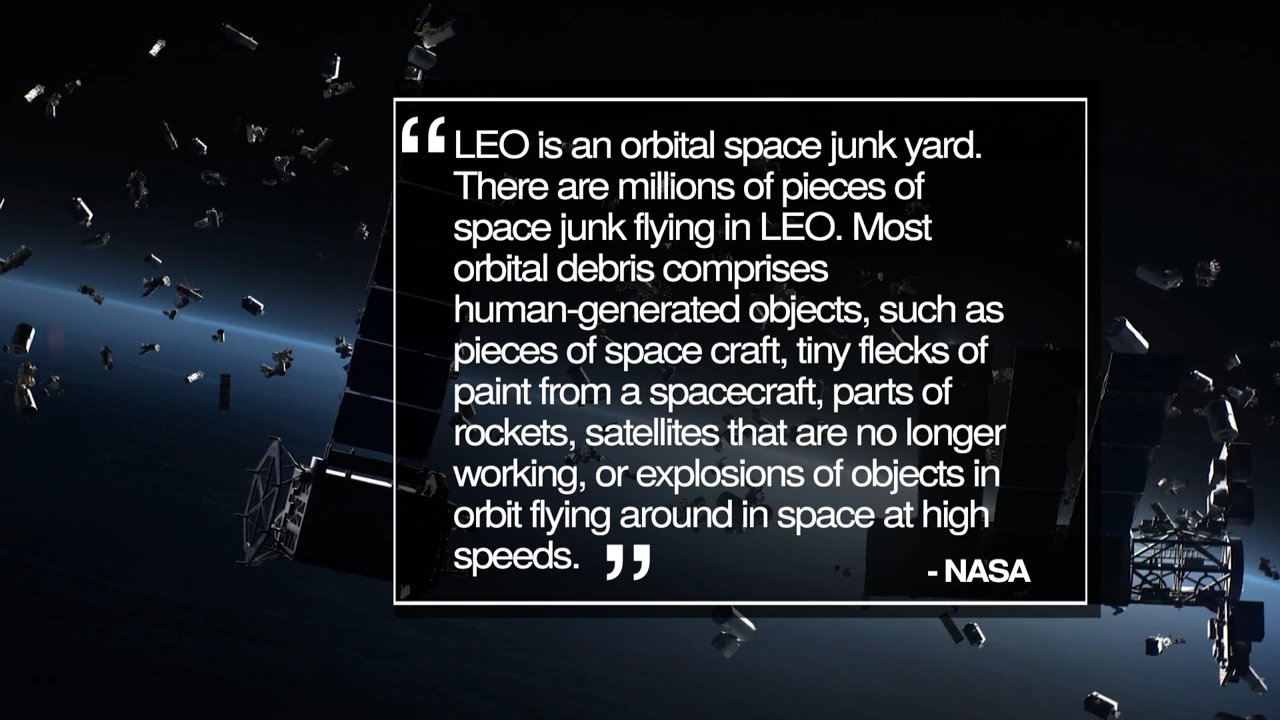 “ LEO is an orbital space junk yard.
There are millions of pieces of
space junk flying in LEO. Most
orbital debris comprises
human-generated objects, such as
pieces of space craft, tiny flecks of
paint from a spacecraft, parts of
rockets, satellites that are no longer
working, or explosions of objects in
orbit flying around in space at high
speeds. ”
- NASA